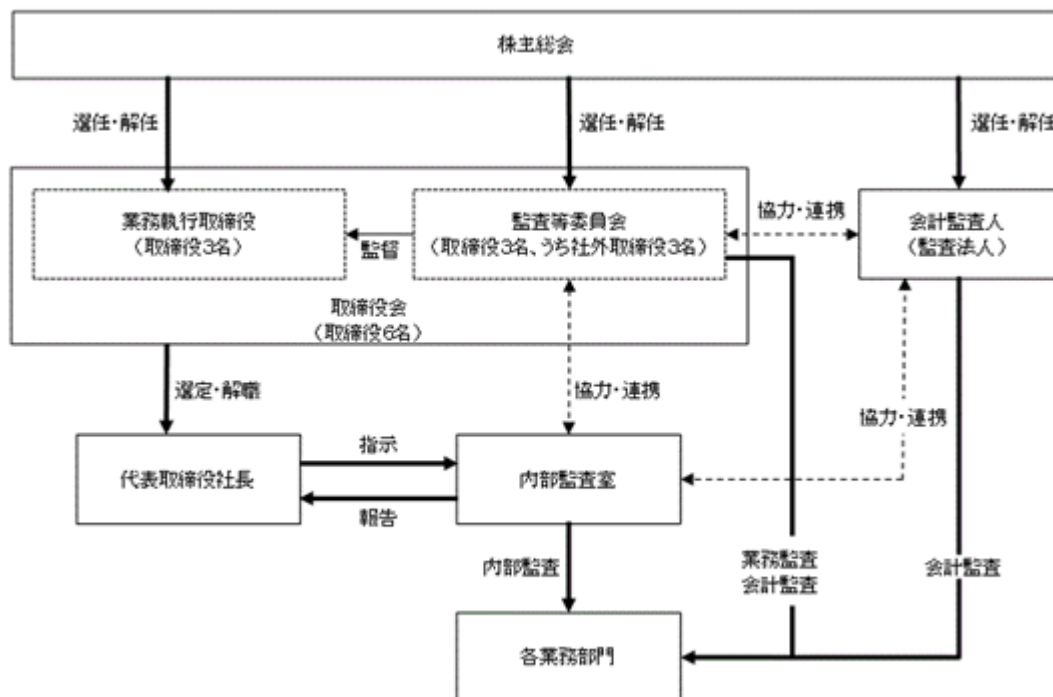 株主総会
選任・解任
選任・解任
選任・解任
業務執行取締役
（取締役3名）
監督
監査等委員会
（取締役3名、うち社外取締役3名）
協力・連携
会計監査人
（監査法人）
取締役会
（取締役6名）
選定・解職
協力・連携
協力・連携
代表取締役社長
指示
報告
内部監査室
内部監査
業務監査
会計監査
会計監査
各業務部門